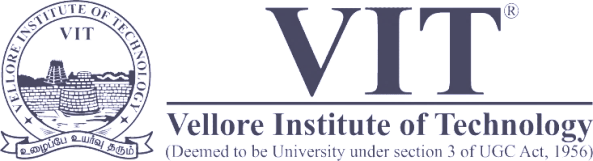 VELLORE INSTITUTE OF TECHNOLOGY
VIT
உழைப்பே உயர்வு தரும்
VIT®
Vellore Institute of Technology
(Deemed to be University under section 3 of UGC Act, 1956)